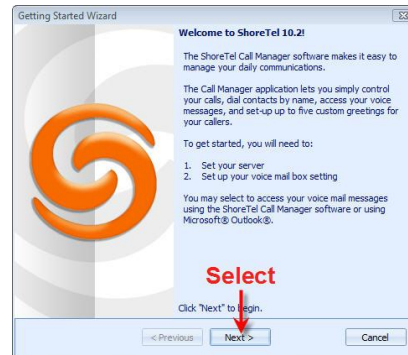 Getting Started Wizard
Welcome to ShoreTel 10.2!
The ShoreTel Call Manager software makes it easy to
manage your daily communications.
The Call Manager application lets you simply control
your calls, dial contacts by name, access your voice
messages, and set-up up to five custom greetings for
your callers.
To get started, you will need to:
1. Set your server
2. Set up your voice mail box setting
You may select to access your voice mail messages
using the ShoreTel Call Manager software or using
Microsoft® Outlook®.
Select
Click "Next" to begin.
< Previous
Next >
Cancel